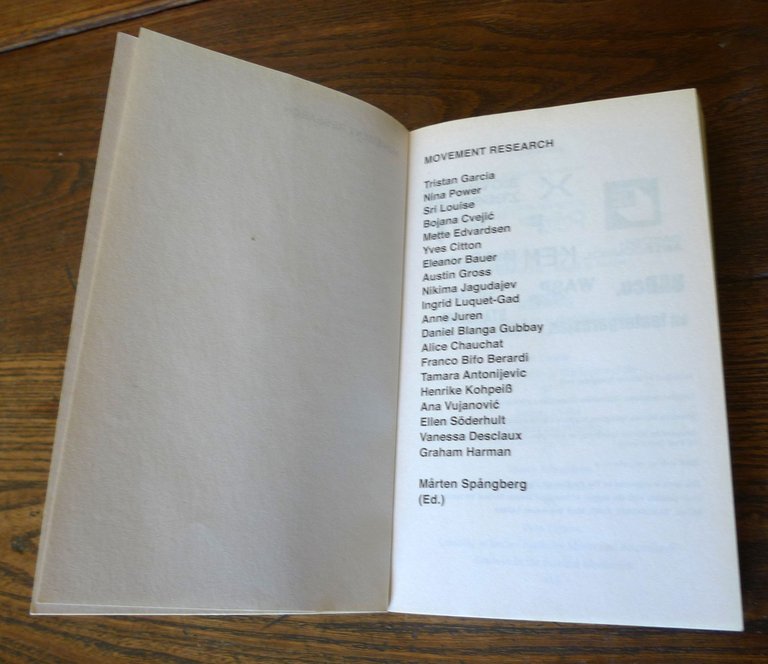 MOVEMENT RESEARCH
Tristan Garcia
Nina Power
Sri Louise
Bojana Cvejić
Mette Edvardsen
Yves Citton
Eleanor Bauer
Austin Gross
Nikima Jagudajev
Ingrid Luquet-Gad
Anne Juren
Daniel Blanga Gubbay
Alice Chauchat
Franco Bifo Berardi
Tamara Antonijevic
Henrike Kohpeiß
Ana Vujanović
Ellen Söderhult
Vanessa Desclaux
Graham Harman
Mårten Spångberg
(Ed.)